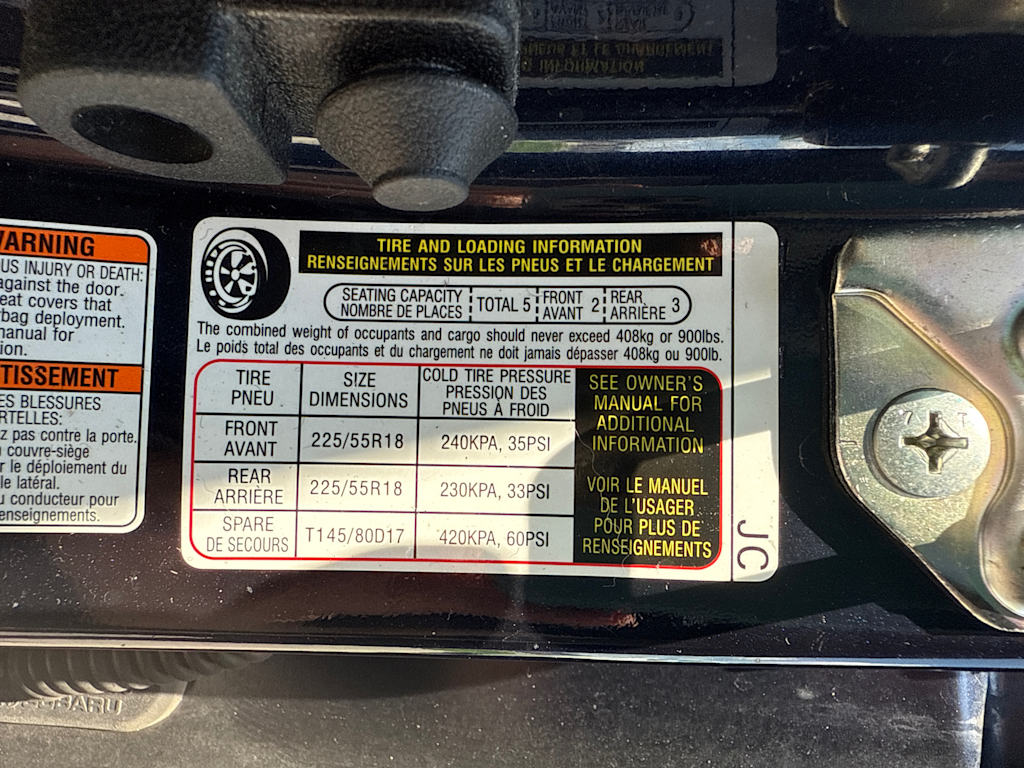 WARNING
US INJURY OR DEATH:
against the door.
eat covers that
rbag deployment.
manual for
ion.
TISSEMENT
ES BLESSURES
ORTELLES:
z pas contre la porte.
couvre-siège
r le déploiement du
le latéral.
u conducteur pour
enseignements.
TIRE AND LOADING INFORMATION
RENSEIGNEMENTS SUR LES PNEUS ET LE CHARGEMENT
SEATING CAPACITY
NOMBRE DE PLACES
TOTAL 5
FRONT
AVANT 2
REAR
ARRIÈRE 3
The combined weight of occupants and cargo should never exceed 408kg or 900lbs.
Le poids total des occupants et du chargement ne doit jamais dépasser 408kg ou 900lb.
TIRE
PNEU
SIZE
DIMENSIONS
COLD TIRE PRESSURE
PRESSION DES
PNEUS À FROID
FRONT
AVANT
225/55R18
240KPA, 35PSI
REAR
ARRIÈRE
225/55R18
230KPA, 33PSI
SPARE
DE SECOURS
T145/80D17
420KPA, 60PSI
SEE OWNER'S
MANUAL FOR
ADDITIONAL
INFORMATION
VOIR LE MANUEL
DE L'USAGER
POUR PLUS DE
RENSEIGNEMENTS
JC
7 T
SUBARU